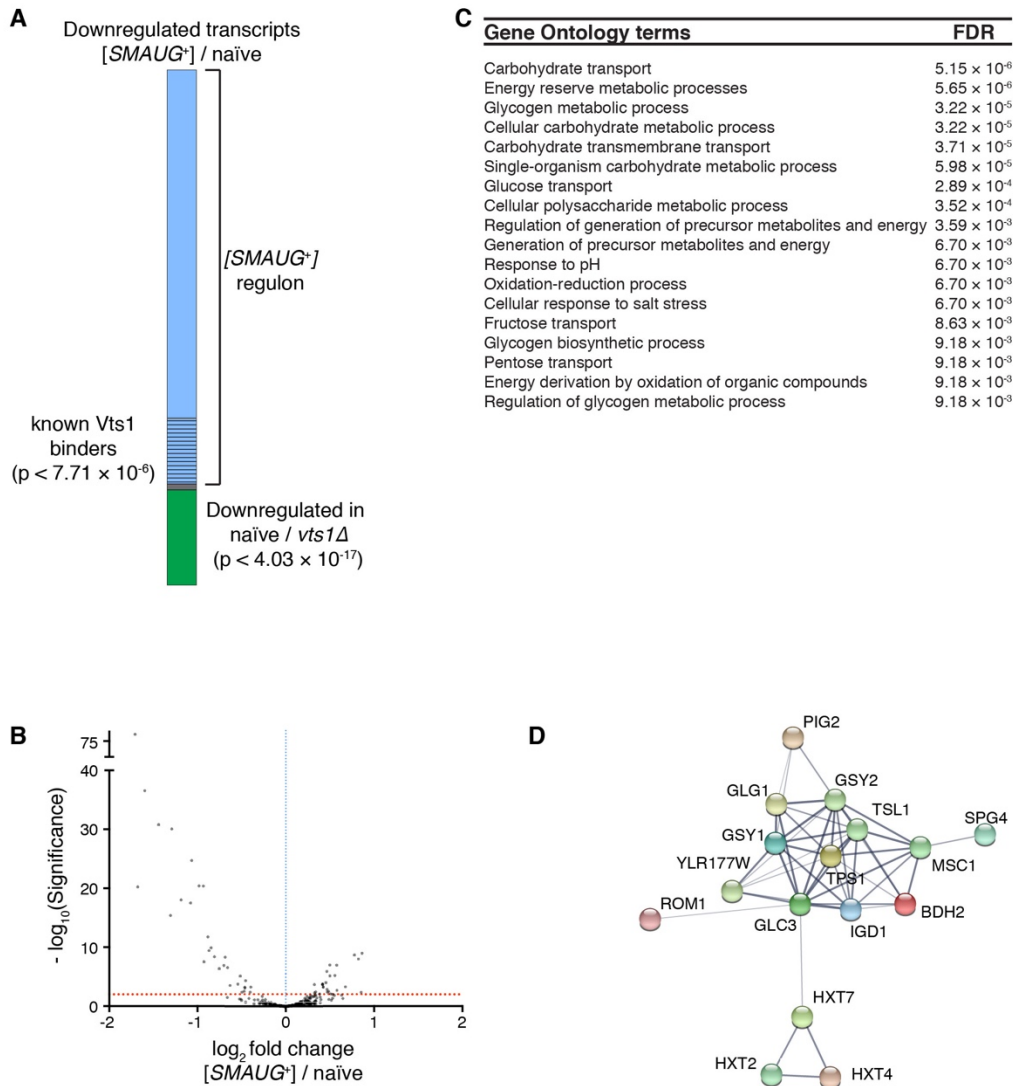 A
Downregulated transcripts
[SMAUG⁺] / naïve
[SMAUG⁺]
regulon
known Vts1
binders
(p < 7.71 × 10⁻⁶)
Downregulated in
naïve / vts1Δ
(p < 4.03 × 10⁻¹⁷)
C
Gene Ontology terms FDR
Carbohydrate transport 5.15 × 10⁻⁶
Energy reserve metabolic processes 5.65 × 10⁻⁶
Glycogen metabolic process 3.22 × 10⁻⁵
Cellular carbohydrate metabolic process 3.22 × 10⁻⁵
Carbohydrate transmembrane transport 3.71 × 10⁻⁵
Single-organism carbohydrate metabolic process 5.98 × 10⁻⁵
Glucose transport 2.89 × 10⁻⁴
Cellular polysaccharide metabolic process 3.52 × 10⁻⁴
Regulation of generation of precursor metabolites and energy 3.59 × 10⁻³
Generation of precursor metabolites and energy 6.70 × 10⁻³
Response to pH 6.70 × 10⁻³
Oxidation-reduction process 6.70 × 10⁻³
Cellular response to salt stress 6.70 × 10⁻³
Fructose transport 8.63 × 10⁻³
Glycogen biosynthetic process 9.18 × 10⁻³
Pentose transport 9.18 × 10⁻³
Energy derivation by oxidation of organic compounds 9.18 × 10⁻³
Regulation of glycogen metabolic process 9.18 × 10⁻³
B
75
40
30
20
10
0
- log₁₀(Significance)
-2 -1 0 1 2
log₂ fold change
[SMAUG⁺] / naïve
D
PIG2
GSY2
GLG1
TSL1
SPG4
GSY1
YLR177W
TPS1
MSC1
ROM1
GLC3
IGD1
BDH2
HXT7
HXT2
HXT4